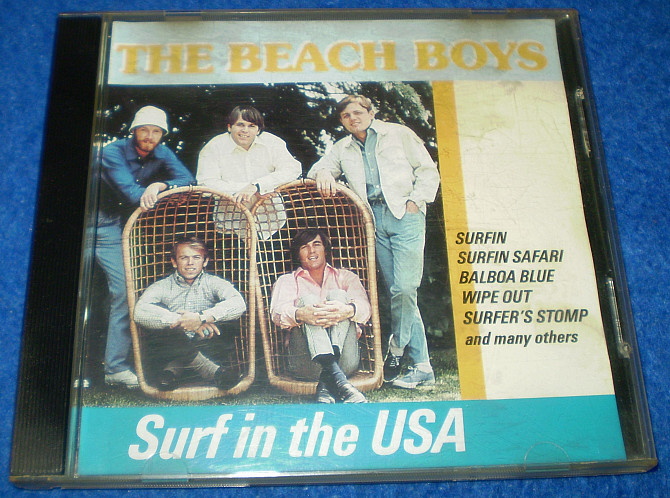 THE BEACH BOYS
SURFIN
SURFIN SAFARI
BALBOA BLUE
WIPE OUT
SURFER'S STOMP
and many others
Surf in the USA